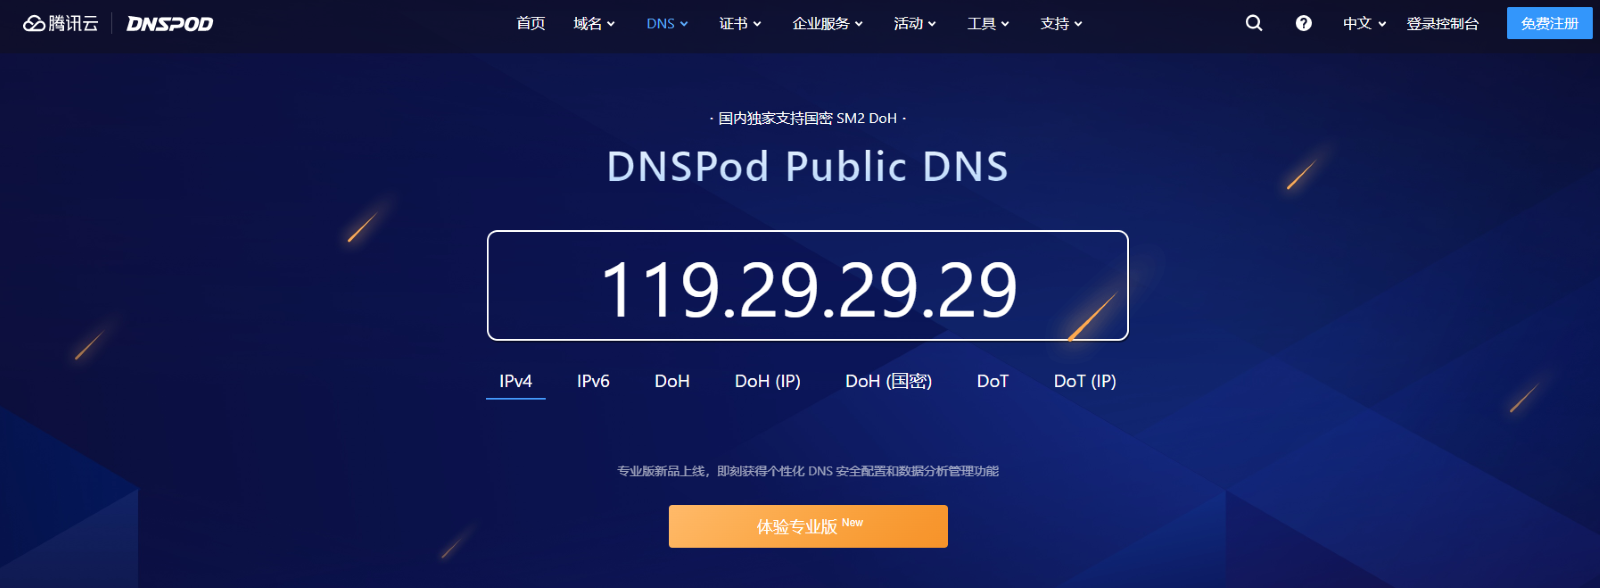 腾讯云 DNSPOD 首页 域名 DNS 证书 企业服务 活动 工具 支持 中文 登录控制台 免费注册
· 国内独家支持国密 SM2 DoH ·
DNSPod Public DNS
119.29.29.29
IPv4 IPv6 DoH DoH (IP) DoH (国密) DoT DoT (IP)
专业版新品上线，即刻获得个性化 DNS 安全配置和数据分析管理功能
体验专业版 New